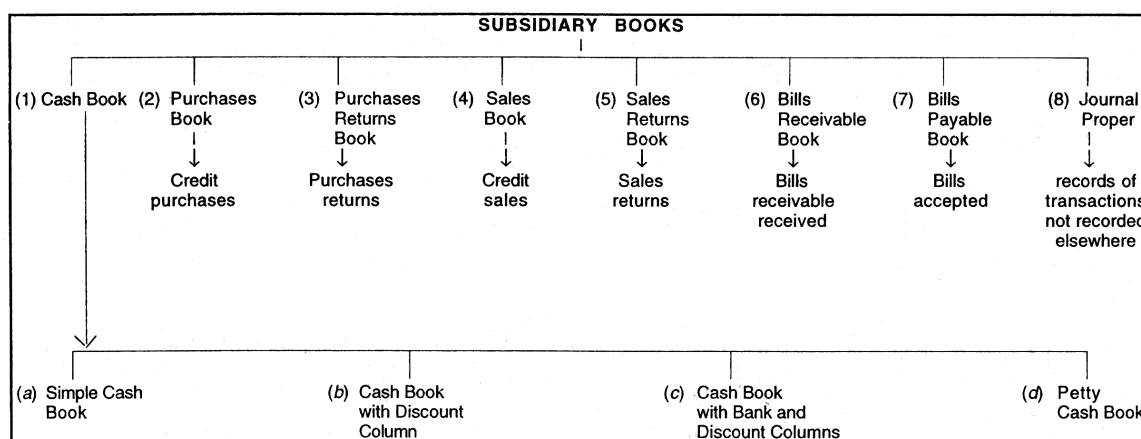 SUBSIDIARY BOOKS
(1) Cash Book
(2) Purchases
Book
Credit
purchases
(3) Purchases
Returns
Book
Purchases
returns
(4) Sales
Book
Credit
sales
(5) Sales
Returns
Book
Sales
returns
(6) Bills
Receivable
Book
Bills
receivable
received
(7) Bills
Payable
Book
Bills
accepted
(8) Journal
Proper
records of
transactions
not recorded
elsewhere
(a) Simple Cash
Book
(b) Cash Book
with Discount
Column
(c) Cash Book
with Bank and
Discount Columns
(d) Petty
Cash Book